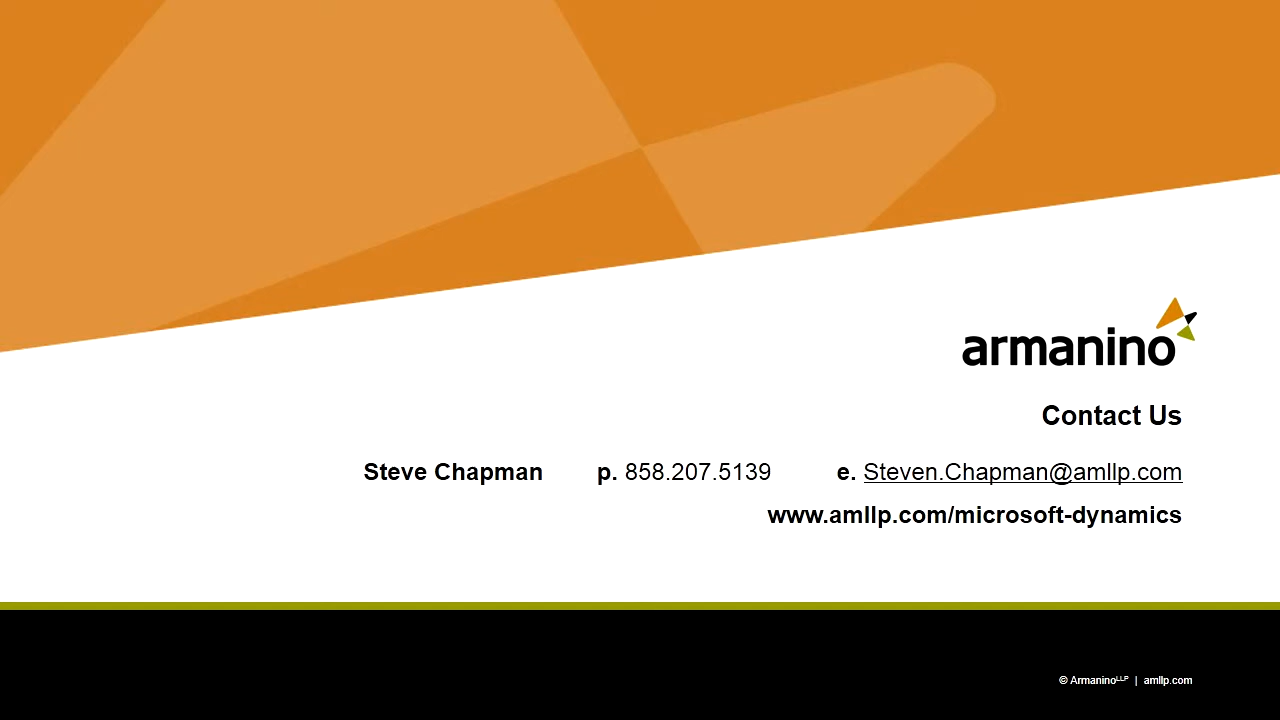 armanino
Contact Us
Steve Chapman p. 858.207.5139 e. Steven.Chapman@amllp.com
www.amllp.com/microsoft-dynamics
© ArmaninoLLP | amllp.com